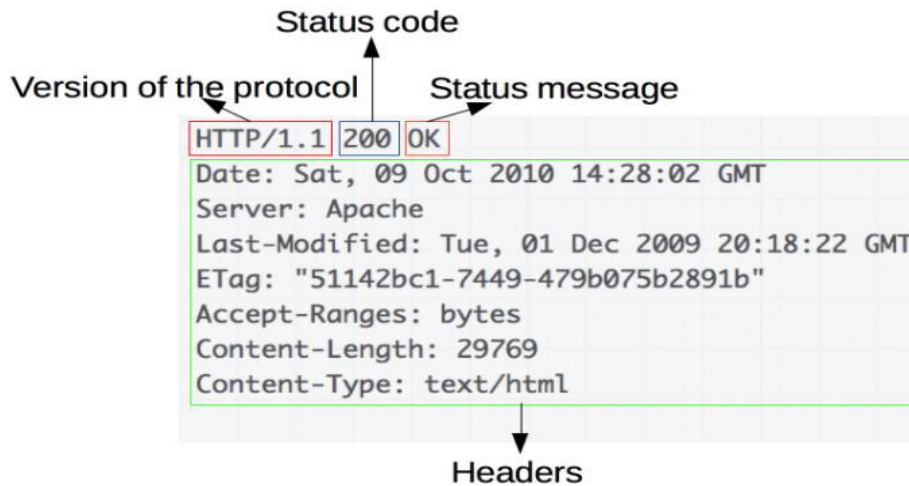 Status code
Version of the protocol
Status message
HTTP/1.1 200 OK
Date: Sat, 09 Oct 2010 14:28:02 GMT
Server: Apache
Last-Modified: Tue, 01 Dec 2009 20:18:22 GMT
ETag: "51142bc1-7449-479b075b2891b"
Accept-Ranges: bytes
Content-Length: 29769
Content-Type: text/html
Headers